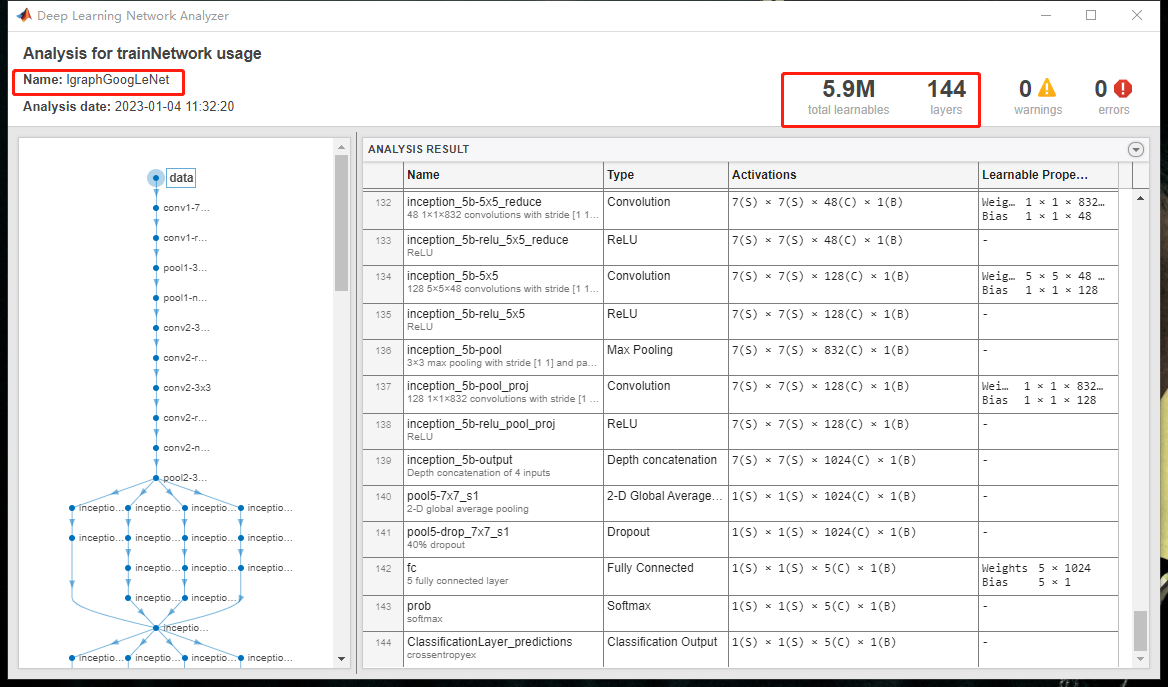 Deep Learning Network Analyzer
Analysis for trainNetwork usage
Name: lgraphGoogLeNet
Analysis date: 2023-01-04 11:32:20
5.9M
total learnables
144
layers
0
warnings
0
errors
data
conv1-7...
conv1-r...
pool1-3...
pool1-n...
conv2-3...
conv2-r...
conv2-3x3
conv2-r...
conv2-n...
pool2-3...
inceptio... inceptio... inceptio... inceptio...
inceptio... inceptio... inceptio... inceptio...
inceptio... inceptio... inceptio...
inceptio... inceptio...
inceptio...
inceptio... inceptio... inceptio... inceptio...
ANALYSIS RESULT
Name Type Activations Learnable Prope...
132 inception_5b-5x5_reduce Convolution 7(S) × 7(S) × 48(C) × 1(B) Weig... 1 × 1 × 832...
48 1×1×832 convolutions with stride [1 1... Bias 1 × 1 × 48
133 inception_5b-relu_5x5_reduce ReLU 7(S) × 7(S) × 48(C) × 1(B) -
ReLU
134 inception_5b-5x5 Convolution 7(S) × 7(S) × 128(C) × 1(B) Weig... 5 × 5 × 48 ...
128 5×5×48 convolutions with stride [1 1... Bias 1 × 1 × 128
135 inception_5b-relu_5x5 ReLU 7(S) × 7(S) × 128(C) × 1(B) -
ReLU
136 inception_5b-pool Max Pooling 7(S) × 7(S) × 832(C) × 1(B) -
3×3 max pooling with stride [1 1] and pa...
137 inception_5b-pool_proj Convolution 7(S) × 7(S) × 128(C) × 1(B) Wei... 1 × 1 × 832...
128 1×1×832 convolutions with stride [1 ... Bias 1 × 1 × 128
138 inception_5b-relu_pool_proj ReLU 7(S) × 7(S) × 128(C) × 1(B) -
ReLU
139 inception_5b-output Depth concatenation 7(S) × 7(S) × 1024(C) × 1(B) -
Depth concatenation of 4 inputs
140 pool5-7x7_s1 2-D Global Average... 1(S) × 1(S) × 1024(C) × 1(B) -
2-D global average pooling
141 pool5-drop_7x7_s1 Dropout 1(S) × 1(S) × 1024(C) × 1(B) -
40% dropout
142 fc Fully Connected 1(S) × 1(S) × 5(C) × 1(B) Weights 5 × 1024
5 fully connected layer Bias 5 × 1
143 prob Softmax 1(S) × 1(S) × 5(C) × 1(B) -
softmax
144 ClassificationLayer_predictions Classification Output 1(S) × 1(S) × 5(C) × 1(B) -
crossentropyex